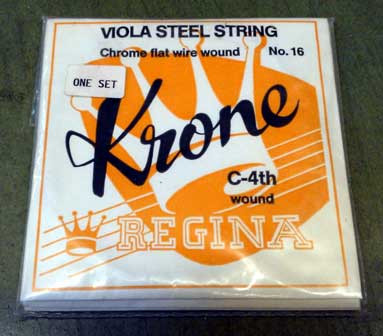 VIOLA STEEL STRING
Chrome flat wire wound No. 16
ONE SET
Krone
C-4th
wound
REGINA